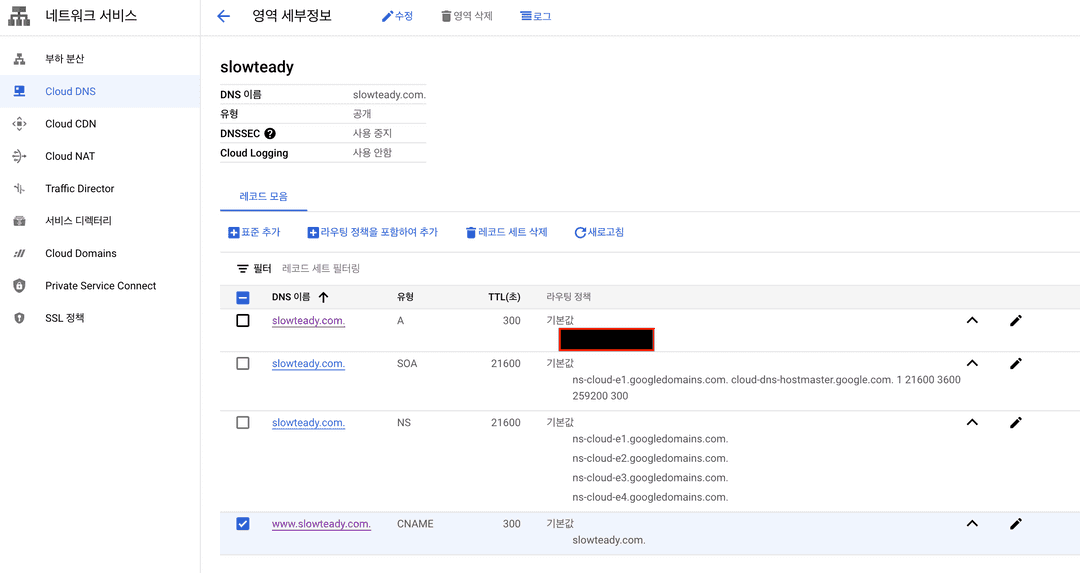 네트워크 서비스
영역 세부정보 수정 영역 삭제 로그
부하 분산
Cloud DNS
Cloud CDN
Cloud NAT
Traffic Director
서비스 디렉터리
Cloud Domains
Private Service Connect
SSL 정책
slowteady
DNS 이름 slowteady.com.
유형 공개
DNSSEC ? 사용 중지
Cloud Logging 사용 안함
레코드 모음
표준 추가 라우팅 정책을 포함하여 추가 레코드 세트 삭제 새로고침
필터 레코드 세트 필터링
DNS 이름 유형 TTL(초) 라우팅 정책
slowteady.com. A 300 기본값
slowteady.com. SOA 21600 기본값
ns-cloud-e1.googledomains.com. cloud-dns-hostmaster.google.com. 1 21600 3600
259200 300
slowteady.com. NS 21600 기본값
ns-cloud-e1.googledomains.com.
ns-cloud-e2.googledomains.com.
ns-cloud-e3.googledomains.com.
ns-cloud-e4.googledomains.com.
www.slowteady.com. CNAME 300 기본값
slowteady.com.